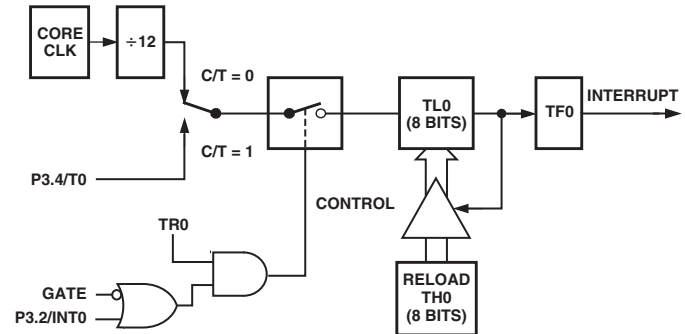 CORE
CLK
÷12
C/T = 0
C/T = 1
P3.4/T0
TL0
(8 BITS)
TF0
INTERRUPT
CONTROL
TR0
GATE
P3.2/INT0
RELOAD
TH0
(8 BITS)